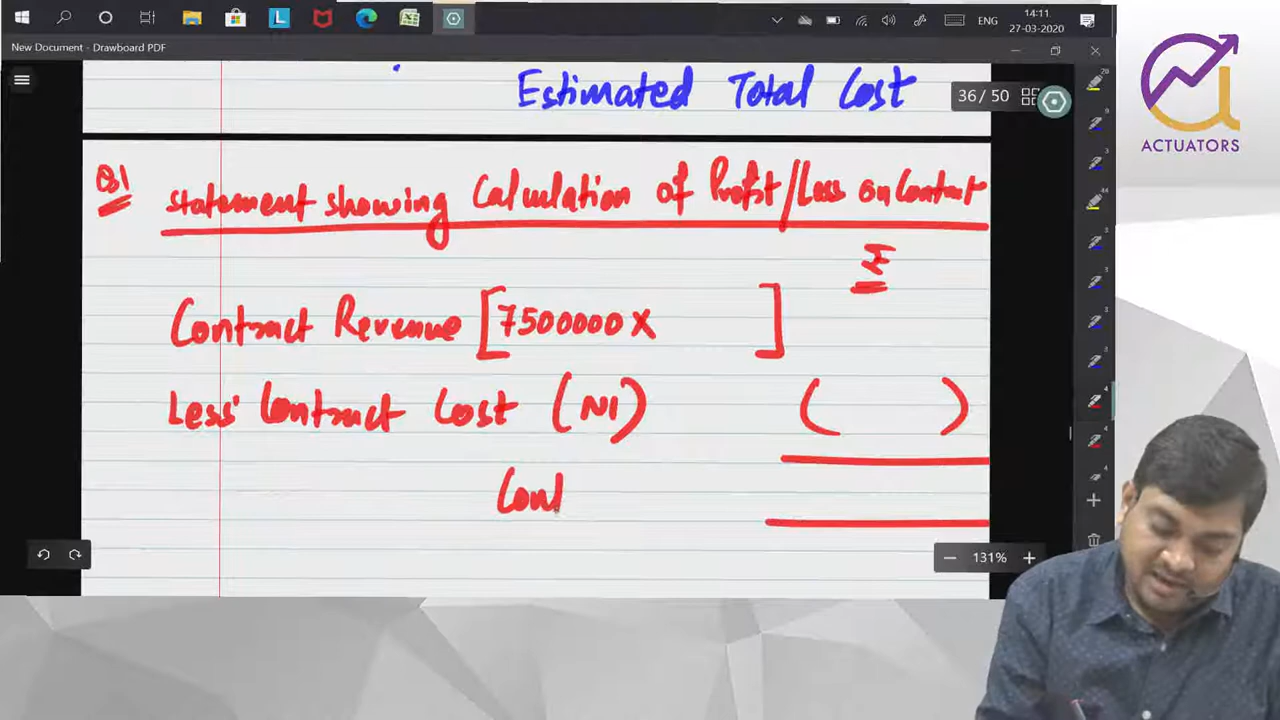 14:11
ENG
27-03-2020
New Document - Drawboard PDF
Estimated Total Cost
36 / 50
ACTUATORS
Q1 Statement showing Calculation of Profit/Loss on Contract
₹
Contract Revenue [7500000 X ]
Less: Contract Cost (N1) ( )
Cont
131%